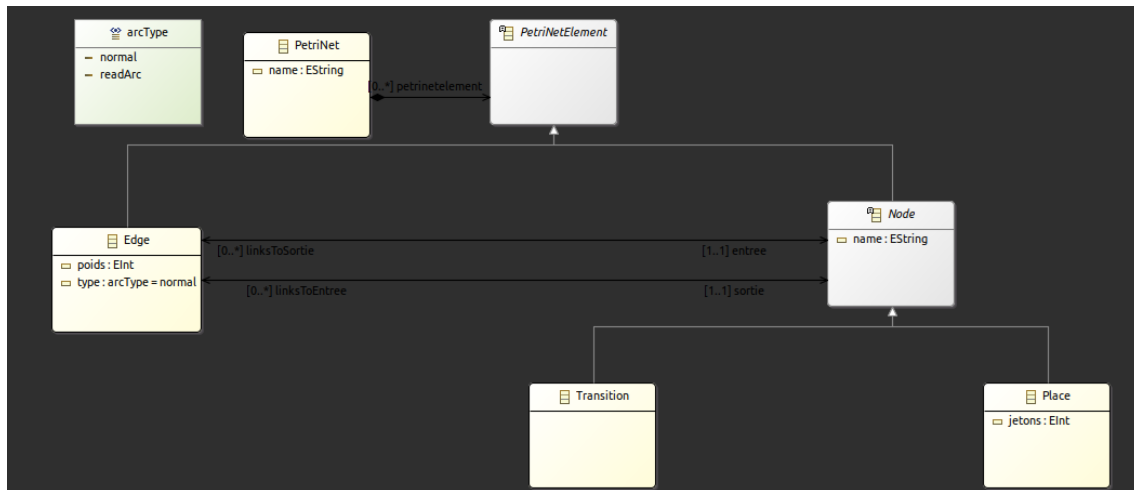 arcType
normal
readArc
PetriNet
name : EString
PetriNetElement
[0..*] petrinetelement
Edge
poids : EInt
type : arcType = normal
[0..*] linksToSortie
[1..1] entree
[0..*] linksToEntree
[1..1] sortie
Node
name : EString
Transition
Place
jetons : EInt